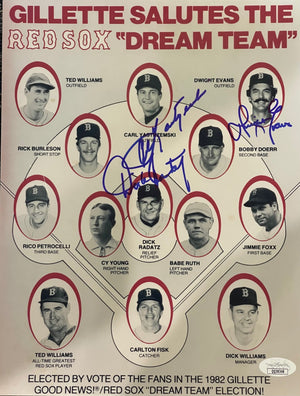 GILLETTE SALUTES THE
RED SOX "DREAM TEAM"
TED WILLIAMS
OUTFIELD
DWIGHT EVANS
OUTFIELD
CARL YASTRZEMSKI
RICK BURLESON
SHORT STOP
BOBBY DOERR
SECOND BASE
RICO PETROCELLI
THIRD BASE
DICK
RADATZ
RELIEF
PITCHER
JIMMIE FOXX
FIRST BASE
CY YOUNG
RIGHT HAND
PITCHER
BABE RUTH
LEFT HAND
PITCHER
TED WILLIAMS
ALL-TIME GREATEST
RED SOX PLAYER
CARLTON FISK
CATCHER
DICK WILLIAMS
MANAGER
ELECTED BY VOTE OF THE FANS IN THE 1982 GILLETTE
GOOD NEWS!®/RED SOX "DREAM TEAM" ELECTION!